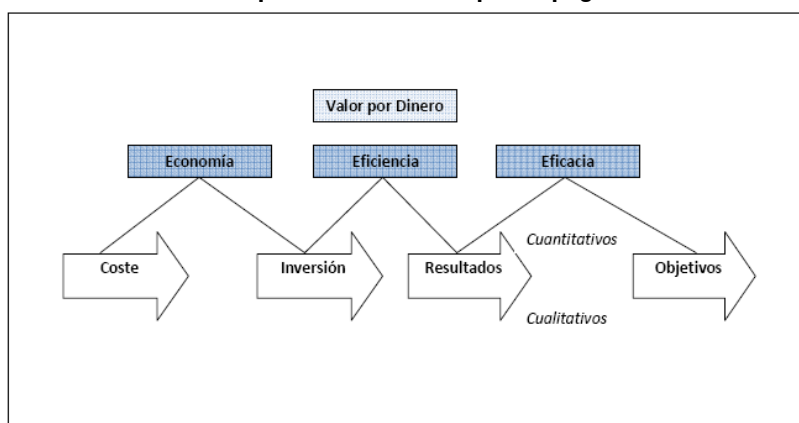 Valor por Dinero
Economía
Eficiencia
Eficacia
Cuantitativos
Coste
Inversión
Resultados
Objetivos
Cualitativos